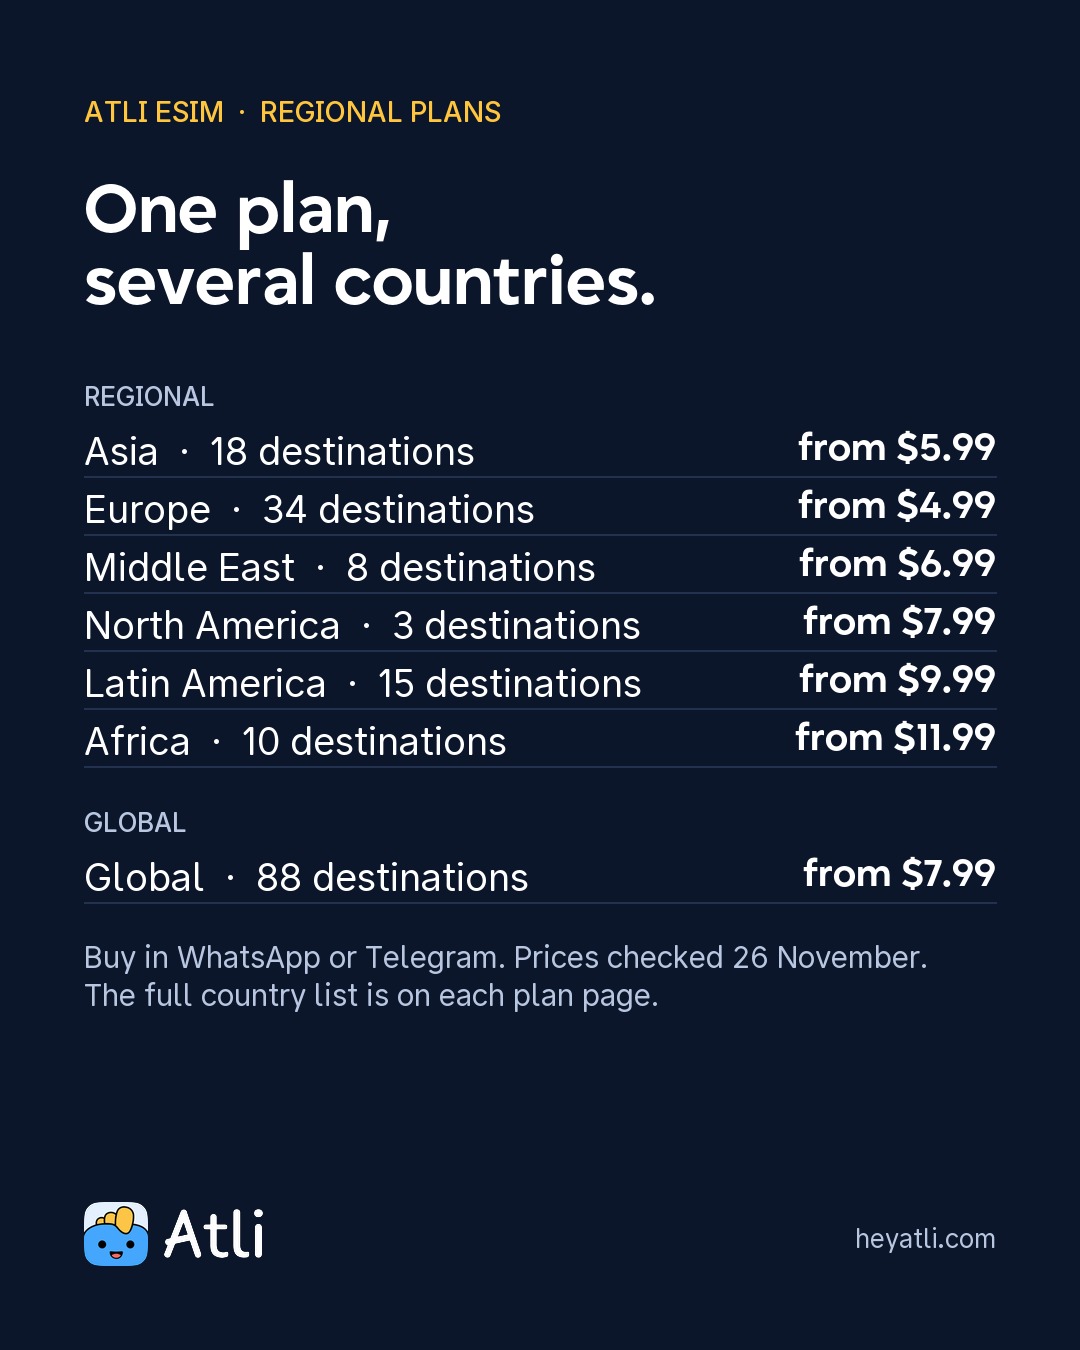 ATLI ESIM · REGIONAL PLANS
One plan,
several countries.
REGIONAL
Asia · 18 destinations from $5.99
Europe · 34 destinations from $4.99
Middle East · 8 destinations from $6.99
North America · 3 destinations from $7.99
Latin America · 15 destinations from $9.99
Africa · 10 destinations from $11.99
GLOBAL
Global · 88 destinations from $7.99
Buy in WhatsApp or Telegram. Prices checked 26 November.
The full country list is on each plan page.
Atli heyatli.com